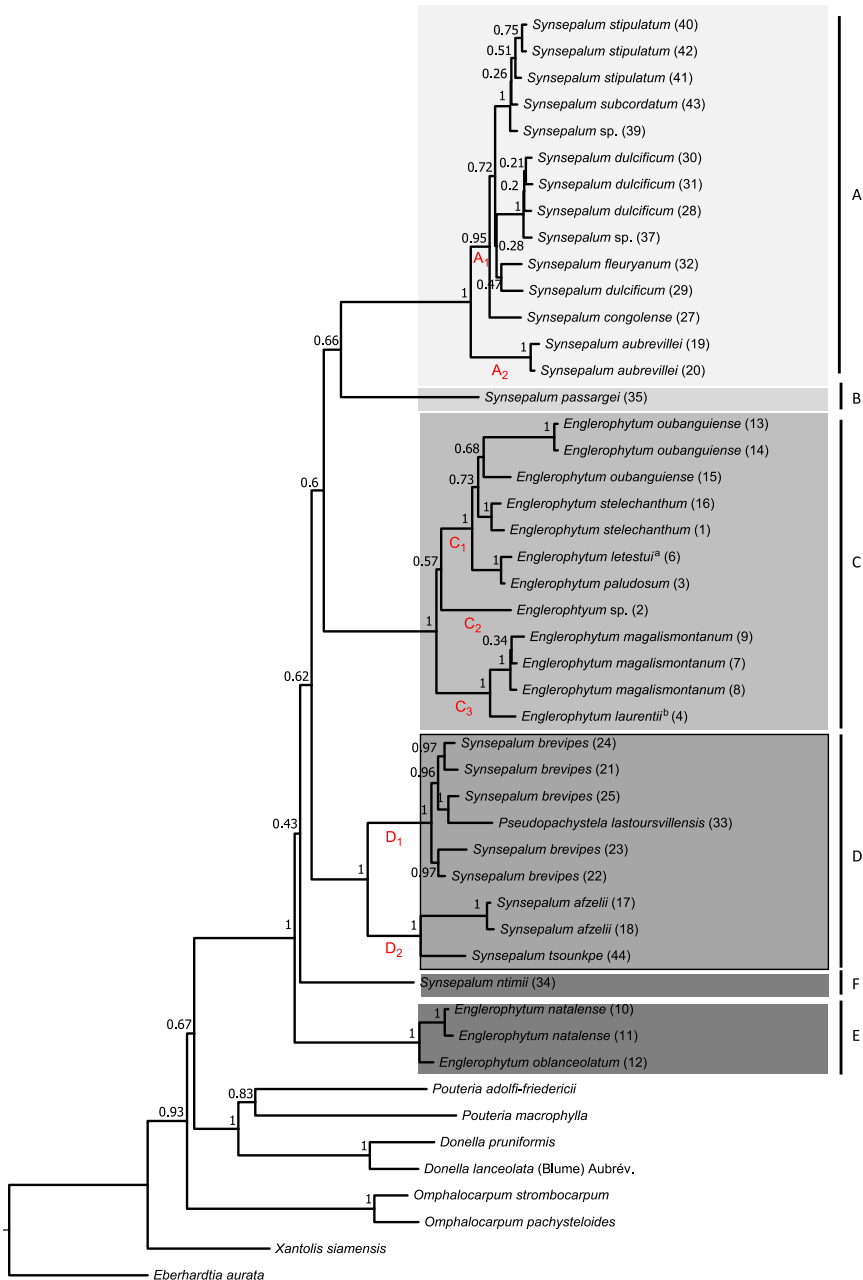 0.75
Synsepalum stipulatum (40)
0.51
Synsepalum stipulatum (42)
0.26
Synsepalum stipulatum (41)
1
Synsepalum subcordatum (43)
Synsepalum sp. (39)
0.72
0.21
Synsepalum dulcificum (30)
0.2
Synsepalum dulcificum (31)
A
1
Synsepalum dulcificum (28)
0.95
Synsepalum sp. (37)
A1
0.28
Synsepalum fleuryanum (32)
0.47
Synsepalum dulcificum (29)
1
Synsepalum congolense (27)
0.66
1
Synsepalum aubrevillei (19)
A2
Synsepalum aubrevillei (20)
Synsepalum passargei (35)
B
1
Englerophytum oubanguiense (13)
0.68
Englerophytum oubanguiense (14)
0.6
0.73
Englerophytum oubanguiense (15)
1
Englerophytum stelechanthum (16)
1
Englerophytum stelechanthum (1)
C1
0.57
1
Englerophytum letestuiᵃ (6)
C
Englerophytum paludosum (3)
1
C2
Englerophtyum sp. (2)
0.34
Englerophytum magalismontanum (9)
1
Englerophytum magalismontanum (7)
0.62
1
Englerophytum magalismontanum (8)
C3
Englerophytum laurentiiᵇ (4)
0.97
Synsepalum brevipes (24)
0.96
Synsepalum brevipes (21)
1
Synsepalum brevipes (25)
0.43
1
D1
Pseudopachystela lastoursvillensis (33)
Synsepalum brevipes (23)
D
1
0.97
Synsepalum brevipes (22)
1
Synsepalum afzelii (17)
1
1
Synsepalum afzelii (18)
D2
Synsepalum tsounkpe (44)
Synsepalum ntimii (34)
F
1
Englerophytum natalense (10)
0.67
1
Englerophytum natalense (11)
E
Englerophytum oblanceolatum (12)
0.83
Pouteria adolfi-friedericii
0.93
1
Pouteria macrophylla
1
Donella pruniformis
Donella lanceolata (Blume) Aubrév.
1
Omphalocarpum strombocarpum
Omphalocarpum pachysteloides
Xantolis siamensis
Eberhardtia aurata